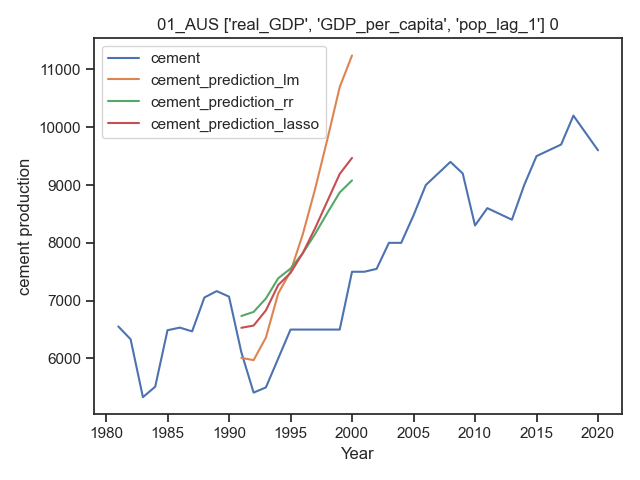 01_AUS ['real_GDP', 'GDP_per_capita', 'pop_lag_1'] 0
cement
cement_prediction_lm
cement_prediction_rr
cement_prediction_lasso
cement production
11000
10000
9000
8000
7000
6000
1980 1985 1990 1995 2000 2005 2010 2015 2020
Year